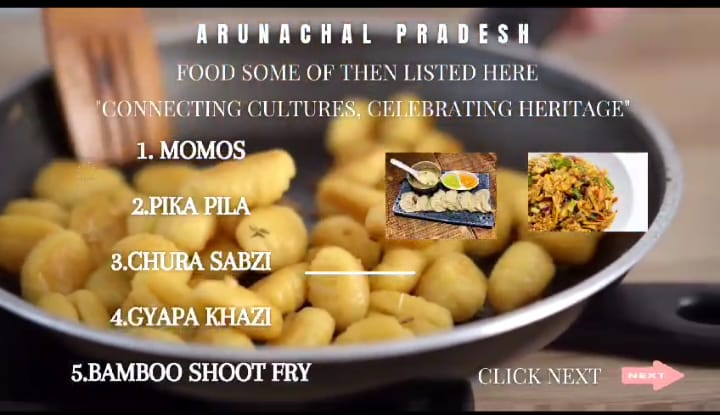 ARUNACHAL PRADESH
FOOD SOME OF THEN LISTED HERE
"CONNECTING CULTURES, CELEBRATING HERITAGE"
1. MOMOS
2.PIKA PILA
3.CHURA SABZI
4.GYAPA KHAZI
5.BAMBOO SHOOT FRY
CLICK NEXT
NEXT